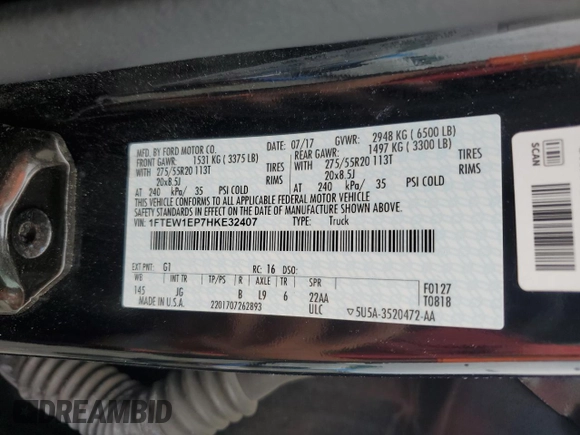 MFD. BY FORD MOTOR CO.
07/17 GVWR: 2948 KG ( 6500 LB)
FRONT GAWR: 1531 KG ( 3375 LB) REAR GAWR: 1497 KG ( 3300 LB)
WITH 275/55R20 113T TIRES WITH 275/55R20 113T TIRES
20x8.5J RIMS 20x8.5J RIMS
AT 240 kPa/ 35 PSI COLD AT 240 kPa/ 35 PSI COLD
THIS VEHICLE CONFORMS TO ALL APPLICABLE FEDERAL MOTOR VEHICLE
SAFETY STANDARDS IN EFFECT ON THE DATE OF MANUFACTURE SHOWN ABOVE.
VIN: 1FTEW1EP7HKE32407 TYPE: Truck
EXT PNT: G1 RC: 16 DSO:
WB INT TR TP/PS R AXLE TR SPR
145 JG B L9 6 22AA
F0127
T0818
MADE IN U.S.A. 2201707262893 ULC
5U5A-3520472-AA
SCAN
DREAMBID